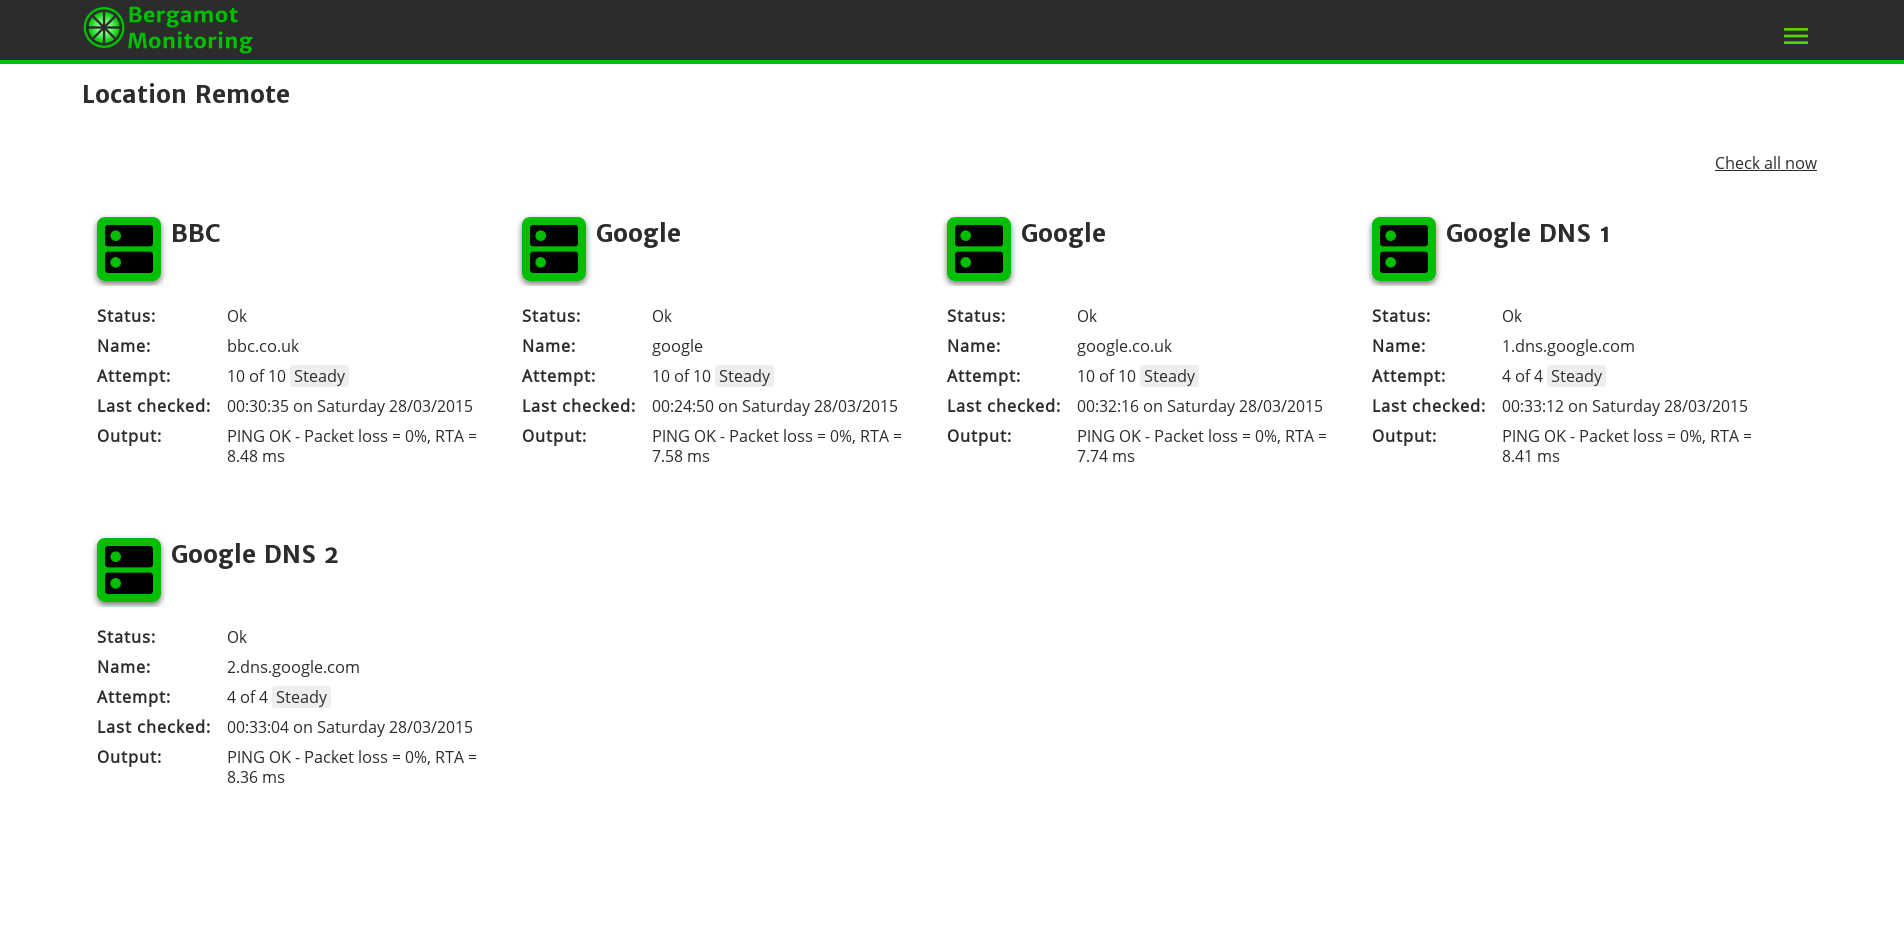 Bergamot
Monitoring
Location Remote
Check all now
BBC
Status: Ok
Name: bbc.co.uk
Attempt: 10 of 10 Steady
Last checked: 00:30:35 on Saturday 28/03/2015
Output: PING OK - Packet loss = 0%, RTA =
8.48 ms
Google
Status: Ok
Name: google
Attempt: 10 of 10 Steady
Last checked: 00:24:50 on Saturday 28/03/2015
Output: PING OK - Packet loss = 0%, RTA =
7.58 ms
Google
Status: Ok
Name: google.co.uk
Attempt: 10 of 10 Steady
Last checked: 00:32:16 on Saturday 28/03/2015
Output: PING OK - Packet loss = 0%, RTA =
7.74 ms
Google DNS 1
Status: Ok
Name: 1.dns.google.com
Attempt: 4 of 4 Steady
Last checked: 00:33:12 on Saturday 28/03/2015
Output: PING OK - Packet loss = 0%, RTA =
8.41 ms
Google DNS 2
Status: Ok
Name: 2.dns.google.com
Attempt: 4 of 4 Steady
Last checked: 00:33:04 on Saturday 28/03/2015
Output: PING OK - Packet loss = 0%, RTA =
8.36 ms